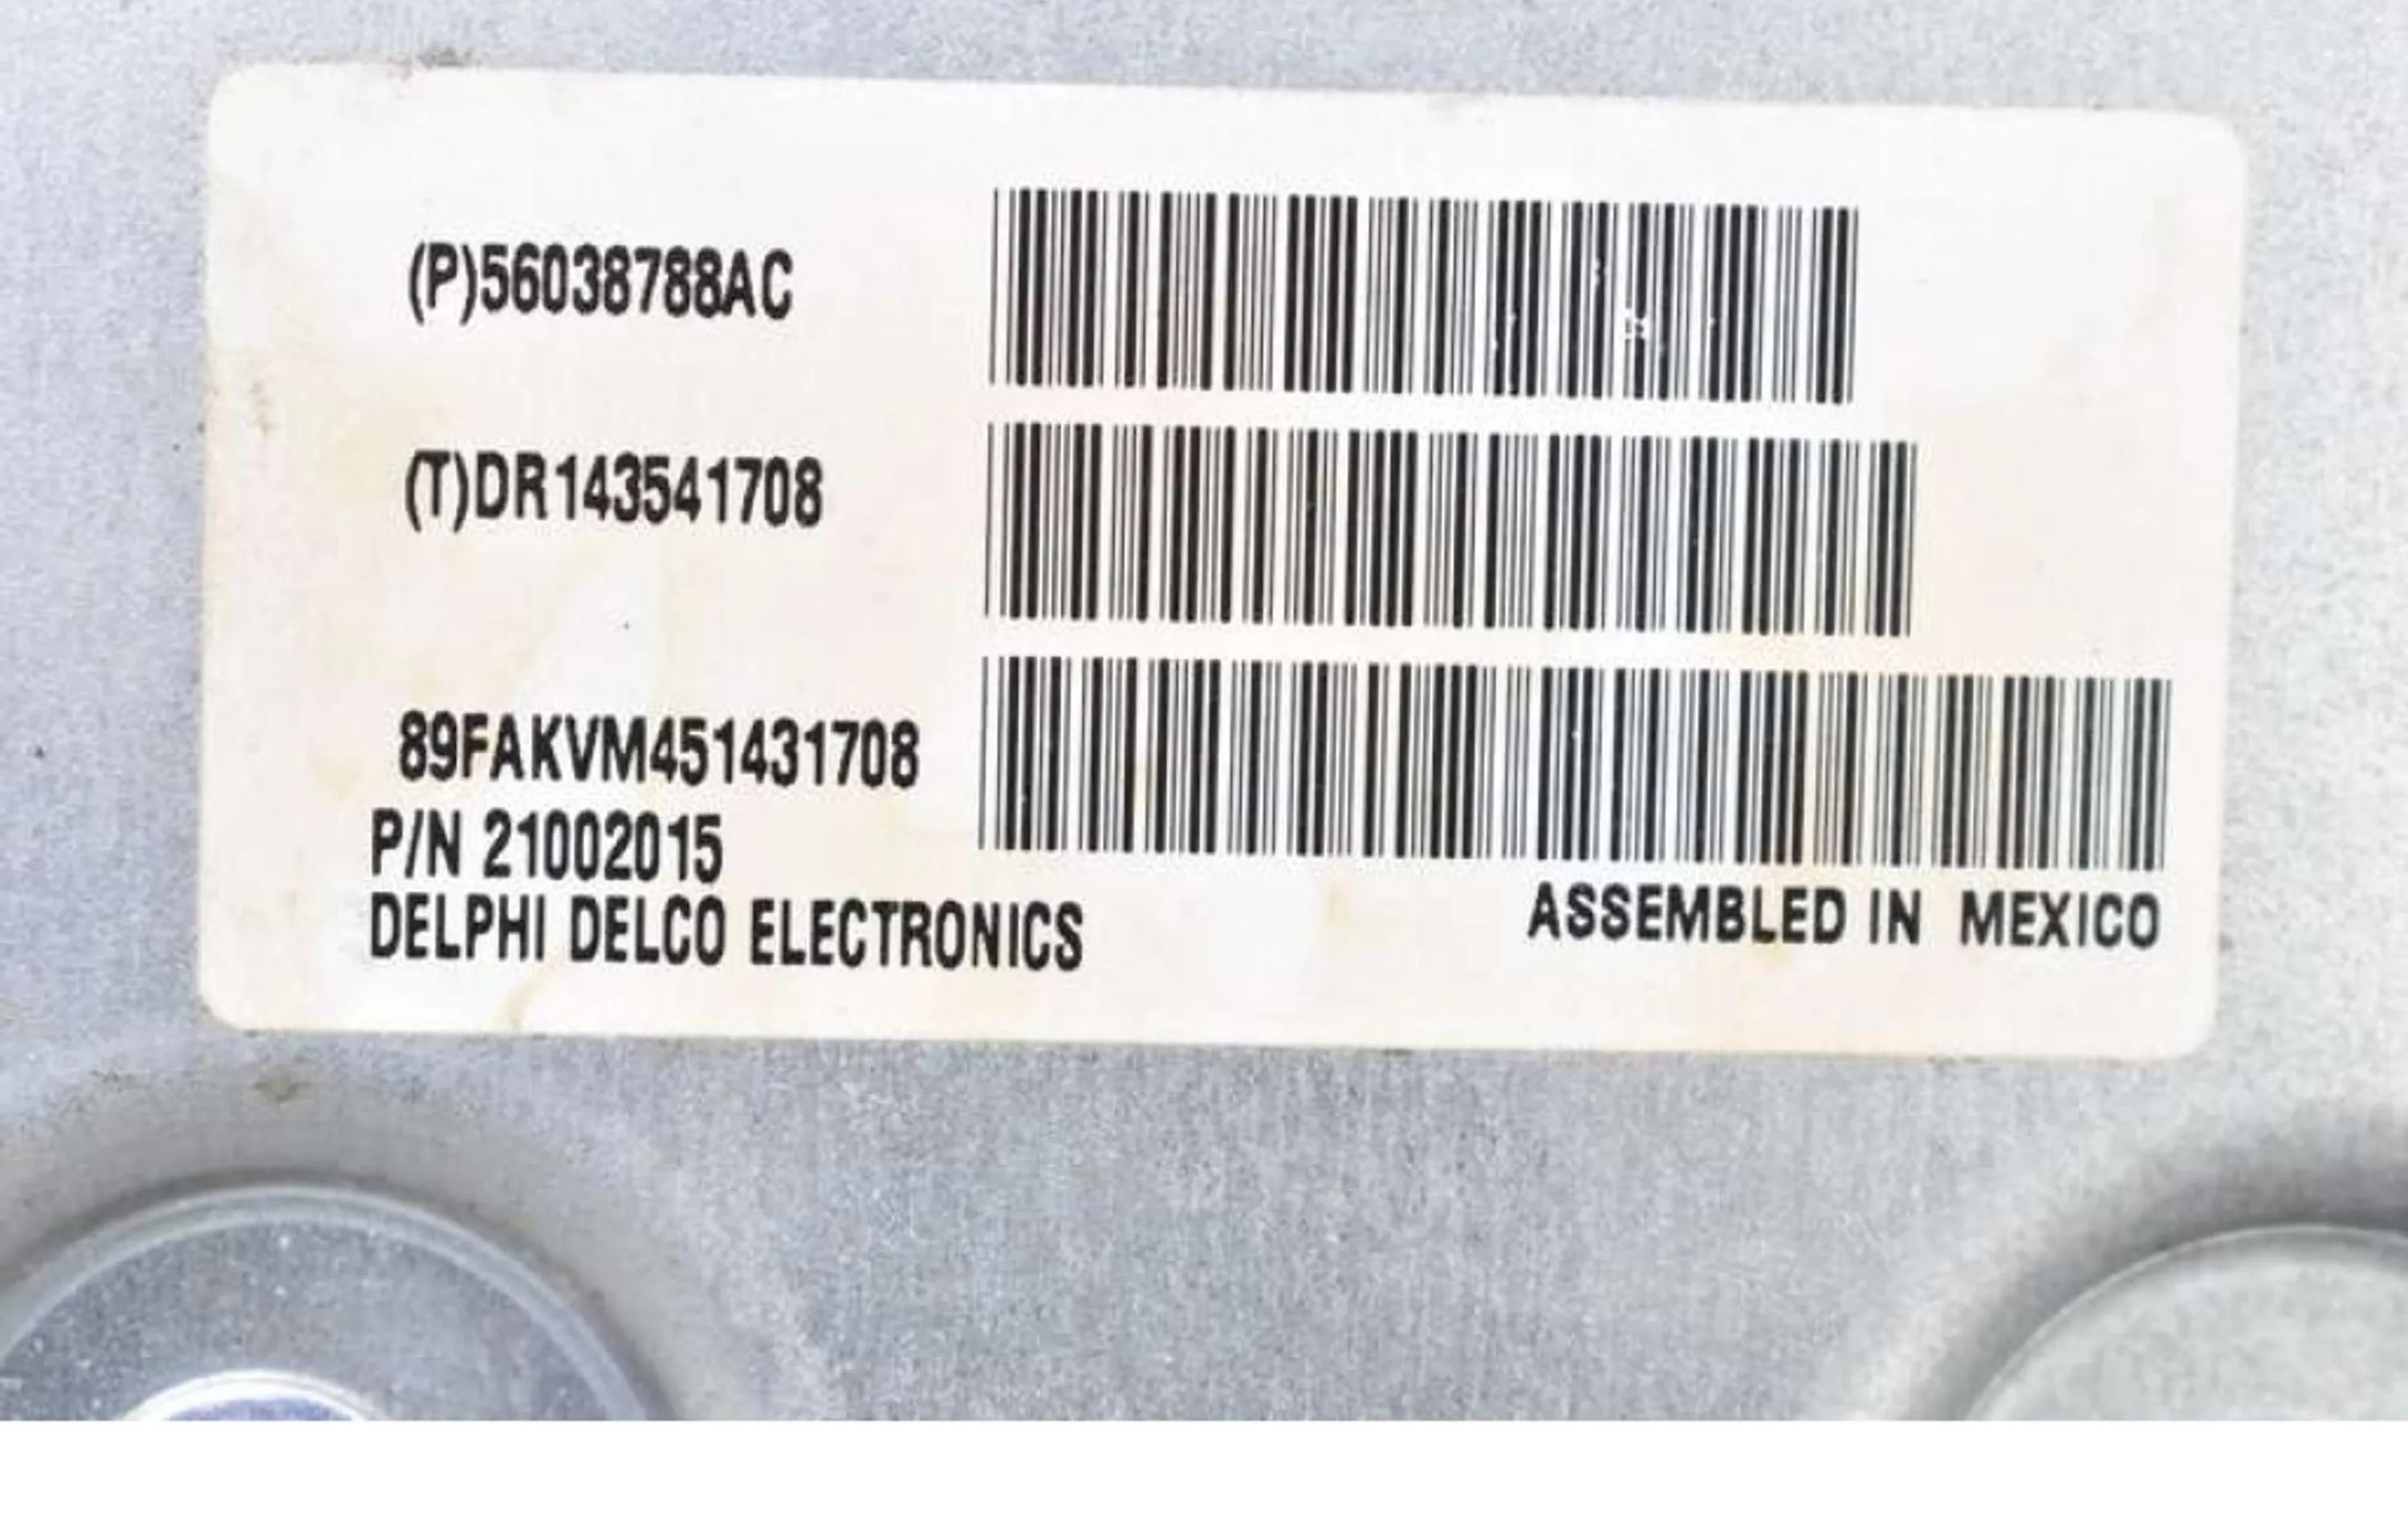 (P)56038788AC
(T)DR143541708
89FAKVM451431708
P/N 21002015
DELPHI DELCO ELECTRONICS
ASSEMBLED IN MEXICO